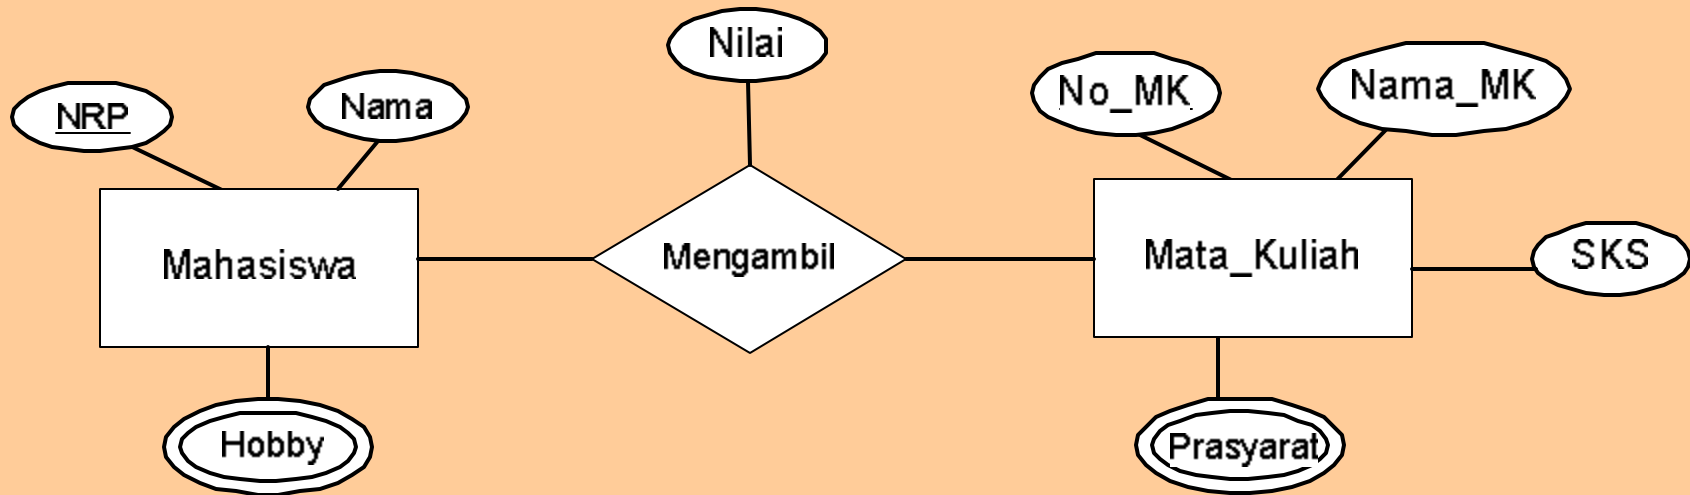 Nilai
NRP
Nama
No_MK
Nama_MK
Mahasiswa
Mengambil
Mata_Kuliah
SKS
Hobby
Prasyarat